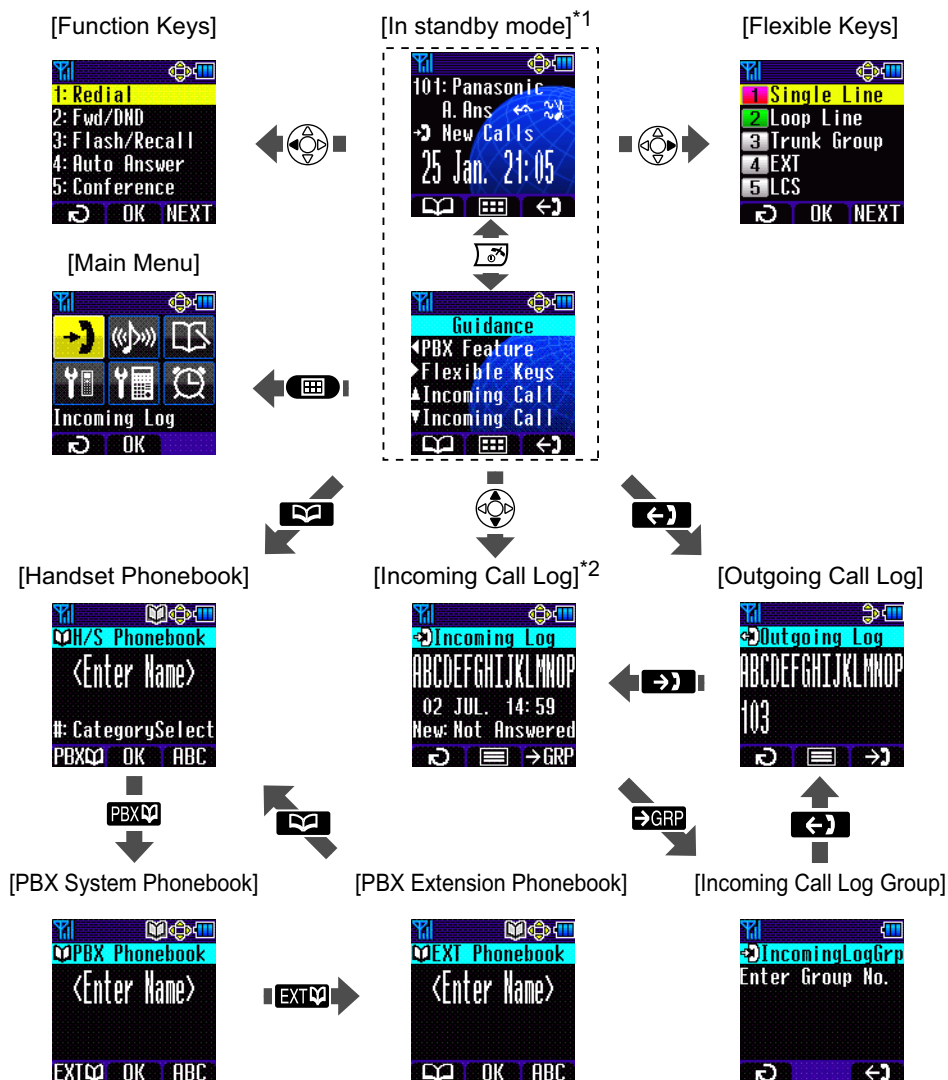 [Function Keys]
[In standby mode]*1
[Flexible Keys]
1: Redial
2: Fwd/DND
3: Flash/Recall
4: Auto Answer
5: Conference
OK NEXT
101: Panasonic
A. Ans
New Calls
25 Jan. 21:05
1 Single Line
2 Loop Line
3 Trunk Group
4 EXT
5 LCS
OK NEXT
[Main Menu]
Incoming Log
OK
Guidance
PBX Feature
Flexible Keys
Incoming Call
Incoming Call
[Handset Phonebook]
[Incoming Call Log]*2
[Outgoing Call Log]
H/S Phonebook
<Enter Name>
#: CategorySelect
PBX OK ABC
Incoming Log
ABCDEFGHIJKLMNOP
02 JUL. 14:59
New: Not Answered
→GRP
Outgoing Log
ABCDEFGHIJKLMNOP
103
PBX
→GRP
[PBX System Phonebook]
[PBX Extension Phonebook]
[Incoming Call Log Group]
PBX Phonebook
<Enter Name>
EXT OK ABC
EXT
EXT Phonebook
<Enter Name>
OK ABC
IncomingLogGrp
Enter Group No.